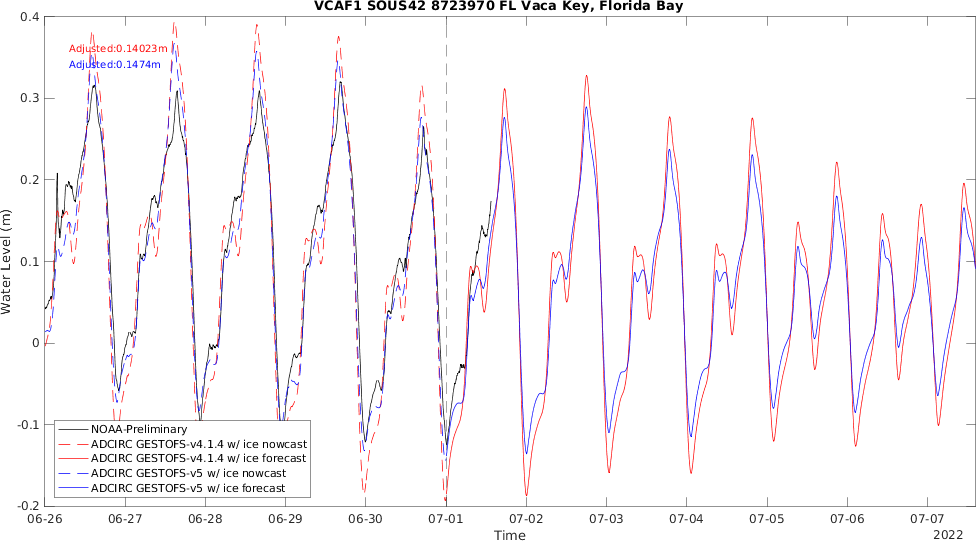 VCAF1 SOUS42 8723970 FL Vaca Key, Florida Bay
0.4
Adjusted:0.14023m
Adjusted:0.1474m
0.3
0.2
0.1
0
-0.1
-0.2
Water Level (m)
NOAA-Preliminary
ADCIRC GESTOFS-v4.1.4 w/ ice nowcast
ADCIRC GESTOFS-v4.1.4 w/ ice forecast
ADCIRC GESTOFS-v5 w/ ice nowcast
ADCIRC GESTOFS-v5 w/ ice forecast
06-26 06-27 06-28 06-29 06-30 07-01 07-02 07-03 07-04 07-05 07-06 07-07
Time
2022